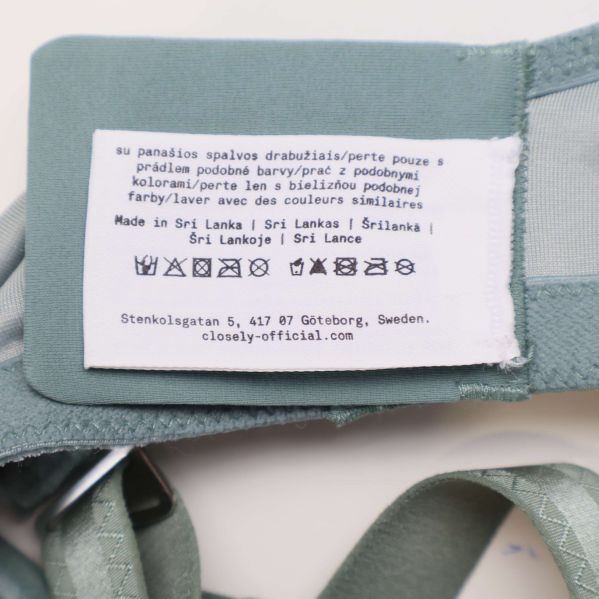 su panašios spalvos drabužiais/perte pouze s
prádlem podobné barvy/prać z podobnymi
kolorami/perte len s bielizňou podobnej
farby/laver avec des couleurs similaires
Made in Sri Lanka | Sri Lankas | Šrilankā |
Šri Lankoje | Sri Lance
Stenkolsgatan 5, 417 07 Göteborg, Sweden.
closely-official.com